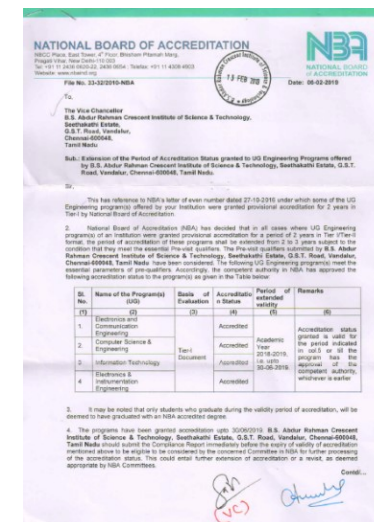 NATIONAL BOARD OF ACCREDITATION
NBCC Place, East Tower, 4th Floor, Bhisham Pitamah Marg,
Pragati Vihar, New Delhi-110 003
NBA
NATIONAL BOARD
of ACCREDITATION
File No. 33-32/2010-NBA
15 FEB 2019
Date: 06-02-2019
To,
The Vice-Chancellor
B.S. Abdur Rahman Crescent Institute of Science & Technology,
Seethakathi Estate,
G.S.T. Road, Vandalur,
Chennai-600048,
Tamil Nadu
Sub.: Extension of the Period of Accreditation Status granted to UG Engineering Programs offered
by B.S. Abdur Rahman Crescent Institute of Science & Technology, Seethakathi Estate, G.S.T.
Road, Vandalur, Chennai-600048, Tamil Nadu.
Sir,
This has reference to NBA's letter of even number dated 27-10-2016 under which some of the UG
Engineering program(s) offered by your Institution were granted provisional accreditation for 2 years in
Tier-I by National Board of Accreditation.
2. National Board of Accreditation (NBA) has decided that in all cases where UG Engineering
program(s) of an Institution were granted provisional accreditation for a period of 2 years in Tier I/Tier-II
format, the period of accreditation of these programs shall be extended from 2 to 3 years subject to the
condition that they meet the essential Pre-visit qualifiers. The Pre-visit qualifiers submitted by B.S. Abdur
Rahman Crescent Institute of Science & Technology, Seethakathi Estate, G.S.T. Road, Vandalur,
Chennai-600048, Tamil Nadu have been considered. The following UG Engineering program(s) meet the
essential parameters of pre-qualifiers. Accordingly, the competent authority in NBA has approved the
following accreditation status to the program(s) as given in the Table below:
Sl. No. Name of the Program(s) (UG) Basis of Evaluation Accreditation Status Period of extended validity Remarks
(1) (2) (3) (4) (5) (6)
1. Electronics and Communication Engineering Accredited
2. Computer Science & Engineering Accredited
3. Information Technology Accredited
4. Electronics & Instrumentation Engineering Accredited
Tier-I Document
Academic Year 2018-2019, i.e. upto 30-06-2019
Accreditation status granted is valid for the period indicated in col.5 or till the program has the approval of the competent authority, whichever is earlier
3. It may be noted that only students who graduate during the validity period of accreditation, will be
deemed to have graduated with an NBA accredited degree.
4. The programs have been granted accreditation upto 30/06/2019. B.S. Abdur Rahman Crescent
Institute of Science & Technology, Seethakathi Estate, G.S.T. Road, Vandalur, Chennai-600048,
Tamil Nadu should submit the Compliance Report immediately before the expiry of validity of accreditation
mentioned above to be eligible to be considered by the concerned Committee in NBA for further processing
of the accreditation status. This could entail further extension of accreditation or a revisit, as deemed
appropriate by NBA Committees.
Contd/...
(VC)